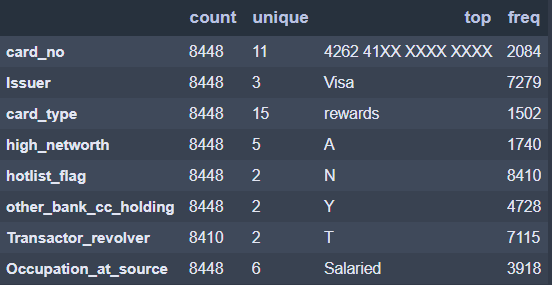 count unique top freq
card_no 8448 11 4262 41XX XXXX XXXX 2084
Issuer 8448 3 Visa 7279
card_type 8448 15 rewards 1502
high_networth 8448 5 A 1740
hotlist_flag 8448 2 N 8410
other_bank_cc_holding 8448 2 Y 4728
Transactor_revolver 8410 2 T 7115
Occupation_at_source 8448 6 Salaried 3918